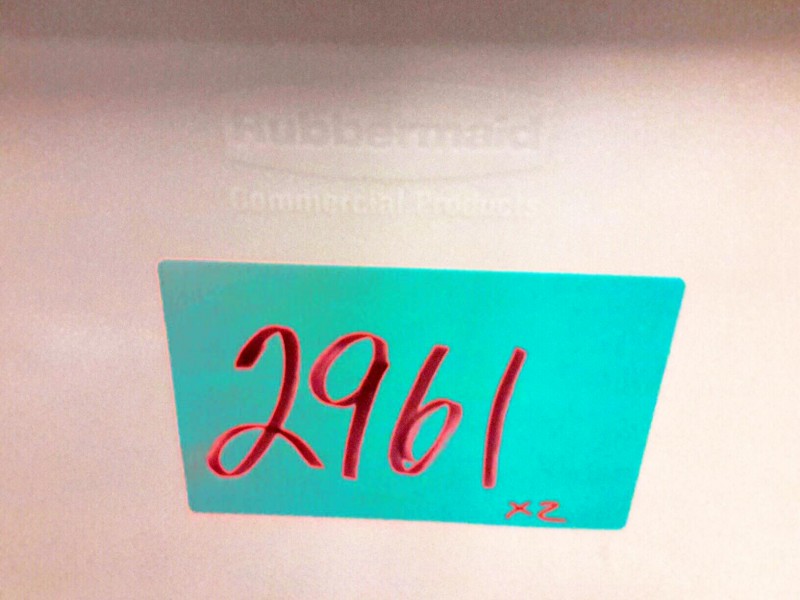 Rubbermaid
Commercial Products
2961
x2